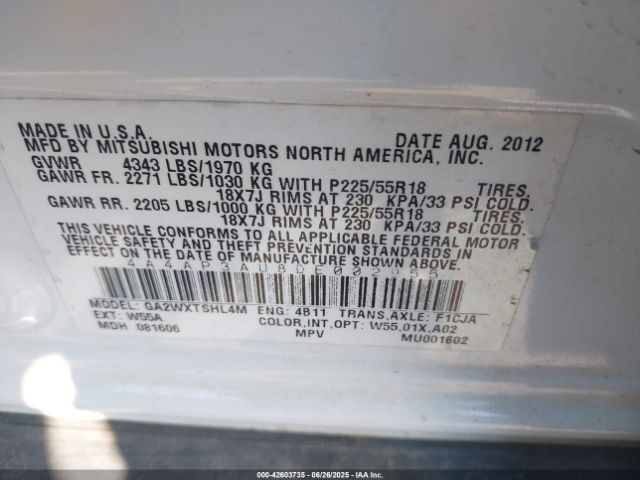 MADE IN U.S.A. DATE AUG. 2012
MFD BY MITSUBISHI MOTORS NORTH AMERICA, INC.
GVWR 4343 LBS/1970 KG
GAWR FR. 2271 LBS/1030 KG WITH P225/55R18 TIRES.
18X7J RIMS AT 230 KPA/33 PSI COLD.
GAWR RR. 2205 LBS/1000 KG WITH P225/55R18 TIRES.
18X7J RIMS AT 230 KPA/33 PSI COLD.
THIS VEHICLE CONFORMS TO ALL APPLICABLE FEDERAL MOTOR
VEHICLE SAFETY AND THEFT PREVENTION STANDARDS IN
EFFECT ON THE DATE OF MANUFACTURE SHOWN ABOVE.
4A4AP3AU8DE002955
TYPE: MODEL: GA2WXTSHL4M ENG: 4B11 TRANS,AXLE: F1CJA
EXT: W55A COLOR,INT,OPT: W55,01X,A02
MDH 081606 MPV MU001602
000-42603735 - 06/26/2025 - IAA Inc.